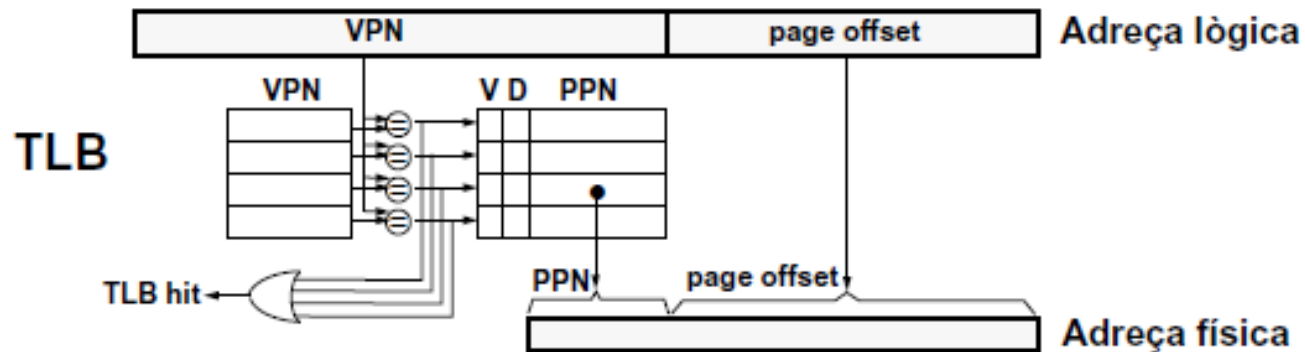 VPN page offset Adreça lògica
VPN V D PPN
TLB
PPN page offset
TLB hit
Adreça física